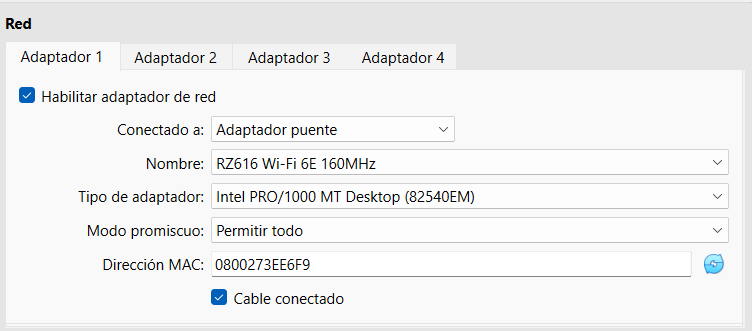 Red
Adaptador 1 Adaptador 2 Adaptador 3 Adaptador 4
Habilitar adaptador de red
Conectado a: Adaptador puente
Nombre: RZ616 Wi-Fi 6E 160MHz
Tipo de adaptador: Intel PRO/1000 MT Desktop (82540EM)
Modo promiscuo: Permitir todo
Dirección MAC: 0800273EE6F9
Cable conectado